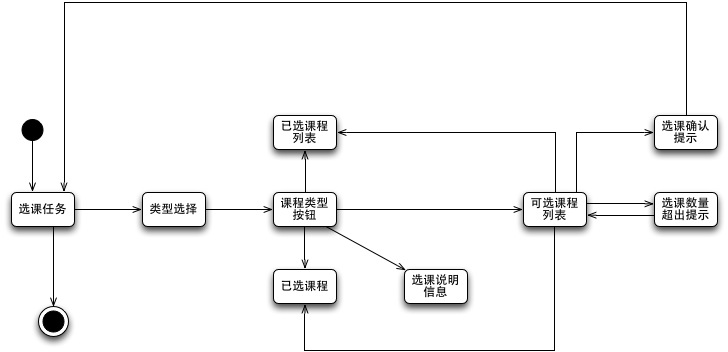 已选课程
列表
选课确认
提示
选课任务
类型选择
课程类型
按钮
可选课程
列表
选课数量
超出提示
已选课程
选课说明
信息